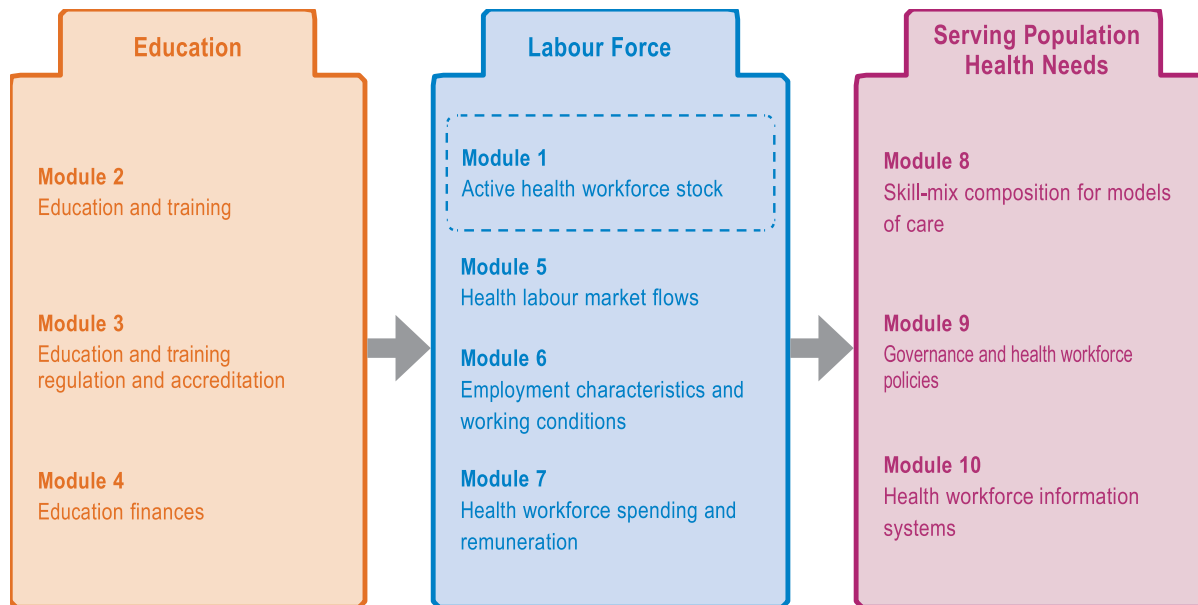 Education
Module 2
Education and training
Module 3
Education and training
regulation and accreditation
Module 4
Education finances
Labour Force
Module 1
Active health workforce stock
Module 5
Health labour market flows
Module 6
Employment characteristics and
working conditions
Module 7
Health workforce spending and
remuneration
Serving Population
Health Needs
Module 8
Skill-mix composition for models
of care
Module 9
Governance and health workforce
policies
Module 10
Health workforce information
systems